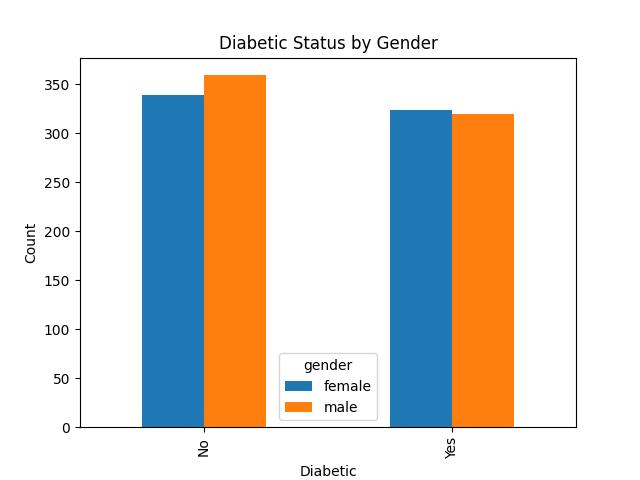 Diabetic Status by Gender
Count
350
300
250
200
150
100
50
0
gender
female
male
No
Yes
Diabetic